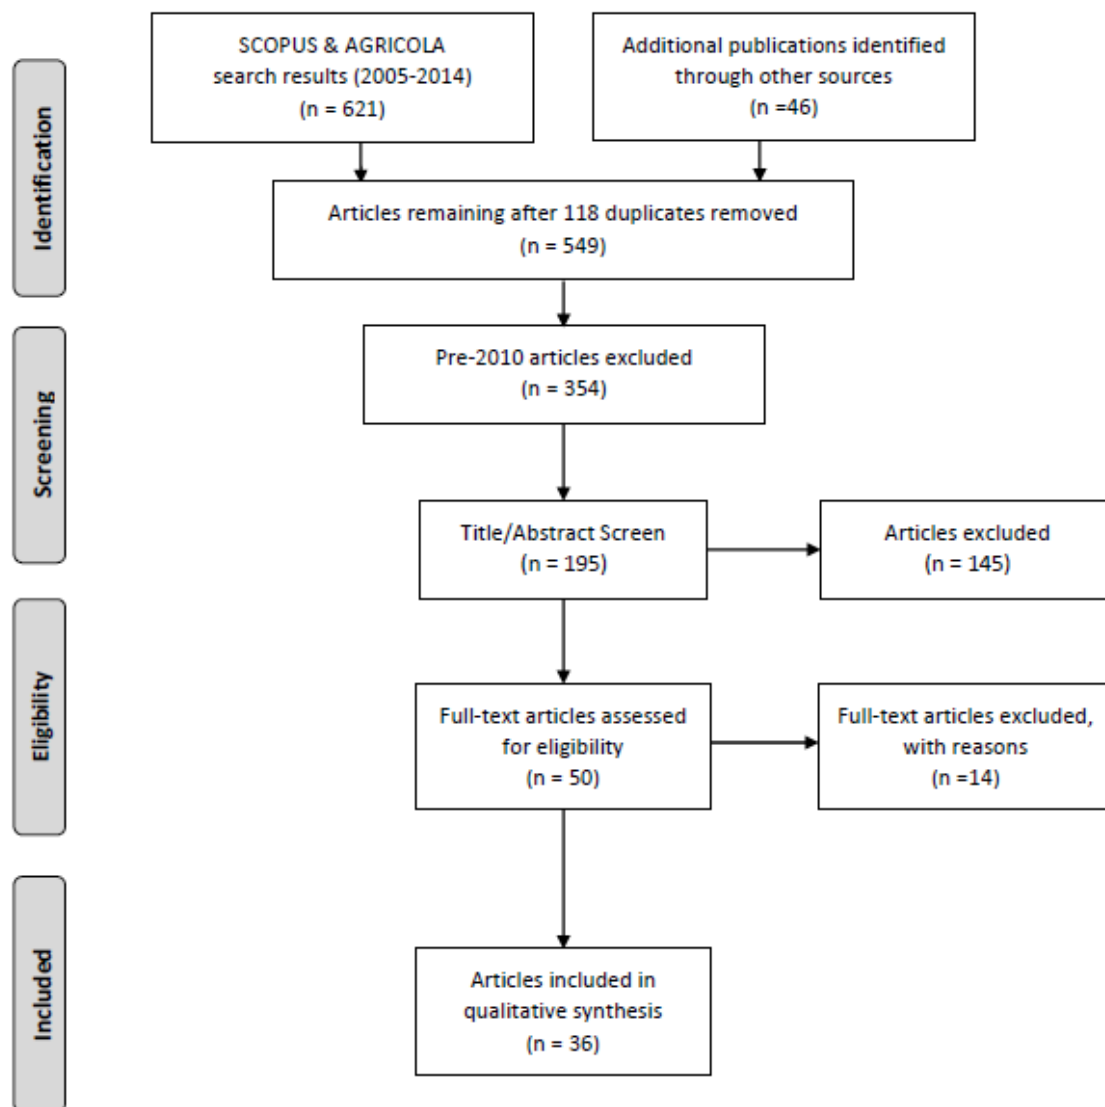 SCOPUS & AGRICOLA
search results (2005-2014)
(n = 621)
Additional publications identified
through other sources
(n =46)
Identification
Articles remaining after 118 duplicates removed
(n = 549)
Screening
Pre-2010 articles excluded
(n = 354)
Title/Abstract Screen
(n = 195)
Articles excluded
(n = 145)
Eligibility
Full-text articles assessed
for eligibility
(n = 50)
Full-text articles excluded,
with reasons
(n =14)
Included
Articles included in
qualitative synthesis
(n = 36)